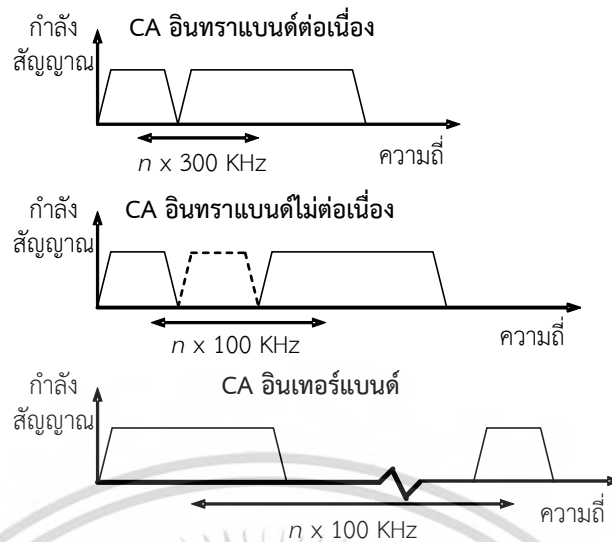 กำลัง
สัญญาณ
CA อินทราแบนด์ต่อเนื่อง
n x 300 KHz
ความถี่
กำลัง
สัญญาณ
CA อินทราแบนด์ไม่ต่อเนื่อง
n x 100 KHz
ความถี่
กำลัง
สัญญาณ
CA อินเทอร์แบนด์
n x 100 KHz
ความถี่